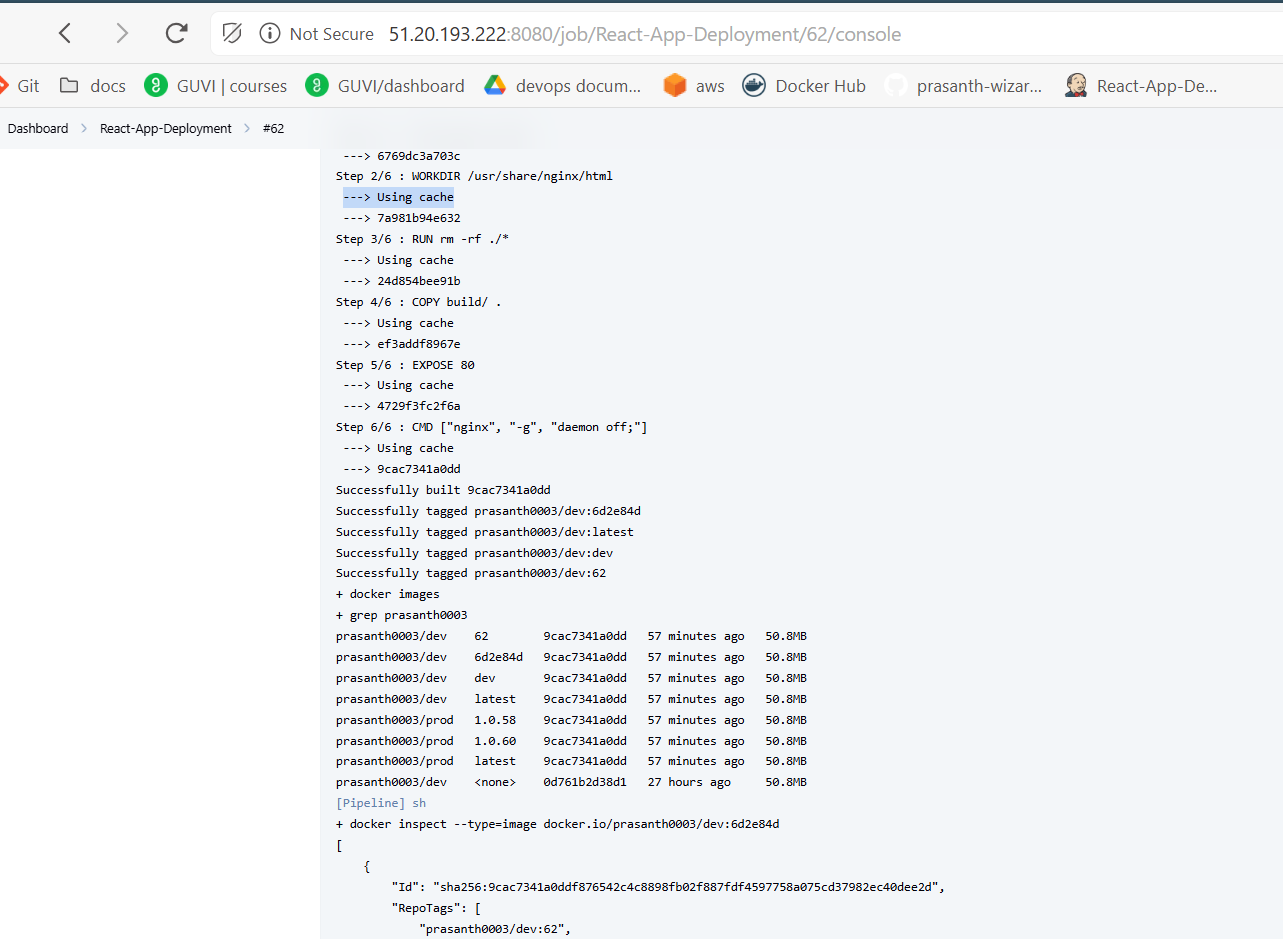 Not Secure 51.20.193.222:8080/job/React-App-Deployment/62/console
Git docs GUVI | courses GUVI/dashboard devops docum... aws Docker Hub prasanth-wizar... React-App-De...
Dashboard > React-App-Deployment > #62
---> 6769dc3a703c
Step 2/6 : WORKDIR /usr/share/nginx/html
---> Using cache
---> 7a981b94e632
Step 3/6 : RUN rm -rf ./*
---> Using cache
---> 24d854bee91b
Step 4/6 : COPY build/ .
---> Using cache
---> ef3addf8967e
Step 5/6 : EXPOSE 80
---> Using cache
---> 4729f3fc2f6a
Step 6/6 : CMD ["nginx", "-g", "daemon off;"]
---> Using cache
---> 9cac7341a0dd
Successfully built 9cac7341a0dd
Successfully tagged prasanth0003/dev:6d2e84d
Successfully tagged prasanth0003/dev:latest
Successfully tagged prasanth0003/dev:dev
Successfully tagged prasanth0003/dev:62
+ docker images
+ grep prasanth0003
prasanth0003/dev 62 9cac7341a0dd 57 minutes ago 50.8MB
prasanth0003/dev 6d2e84d 9cac7341a0dd 57 minutes ago 50.8MB
prasanth0003/dev dev 9cac7341a0dd 57 minutes ago 50.8MB
prasanth0003/dev latest 9cac7341a0dd 57 minutes ago 50.8MB
prasanth0003/prod 1.0.58 9cac7341a0dd 57 minutes ago 50.8MB
prasanth0003/prod 1.0.60 9cac7341a0dd 57 minutes ago 50.8MB
prasanth0003/prod latest 9cac7341a0dd 57 minutes ago 50.8MB
prasanth0003/dev <none> 0d761b2d38d1 27 hours ago 50.8MB
[Pipeline] sh
+ docker inspect --type=image docker.io/prasanth0003/dev:6d2e84d
[
{
"Id": "sha256:9cac7341a0ddf876542c4c8898fb02f887fdf4597758a075cd37982ec40dee2d",
"RepoTags": [
"prasanth0003/dev:62",